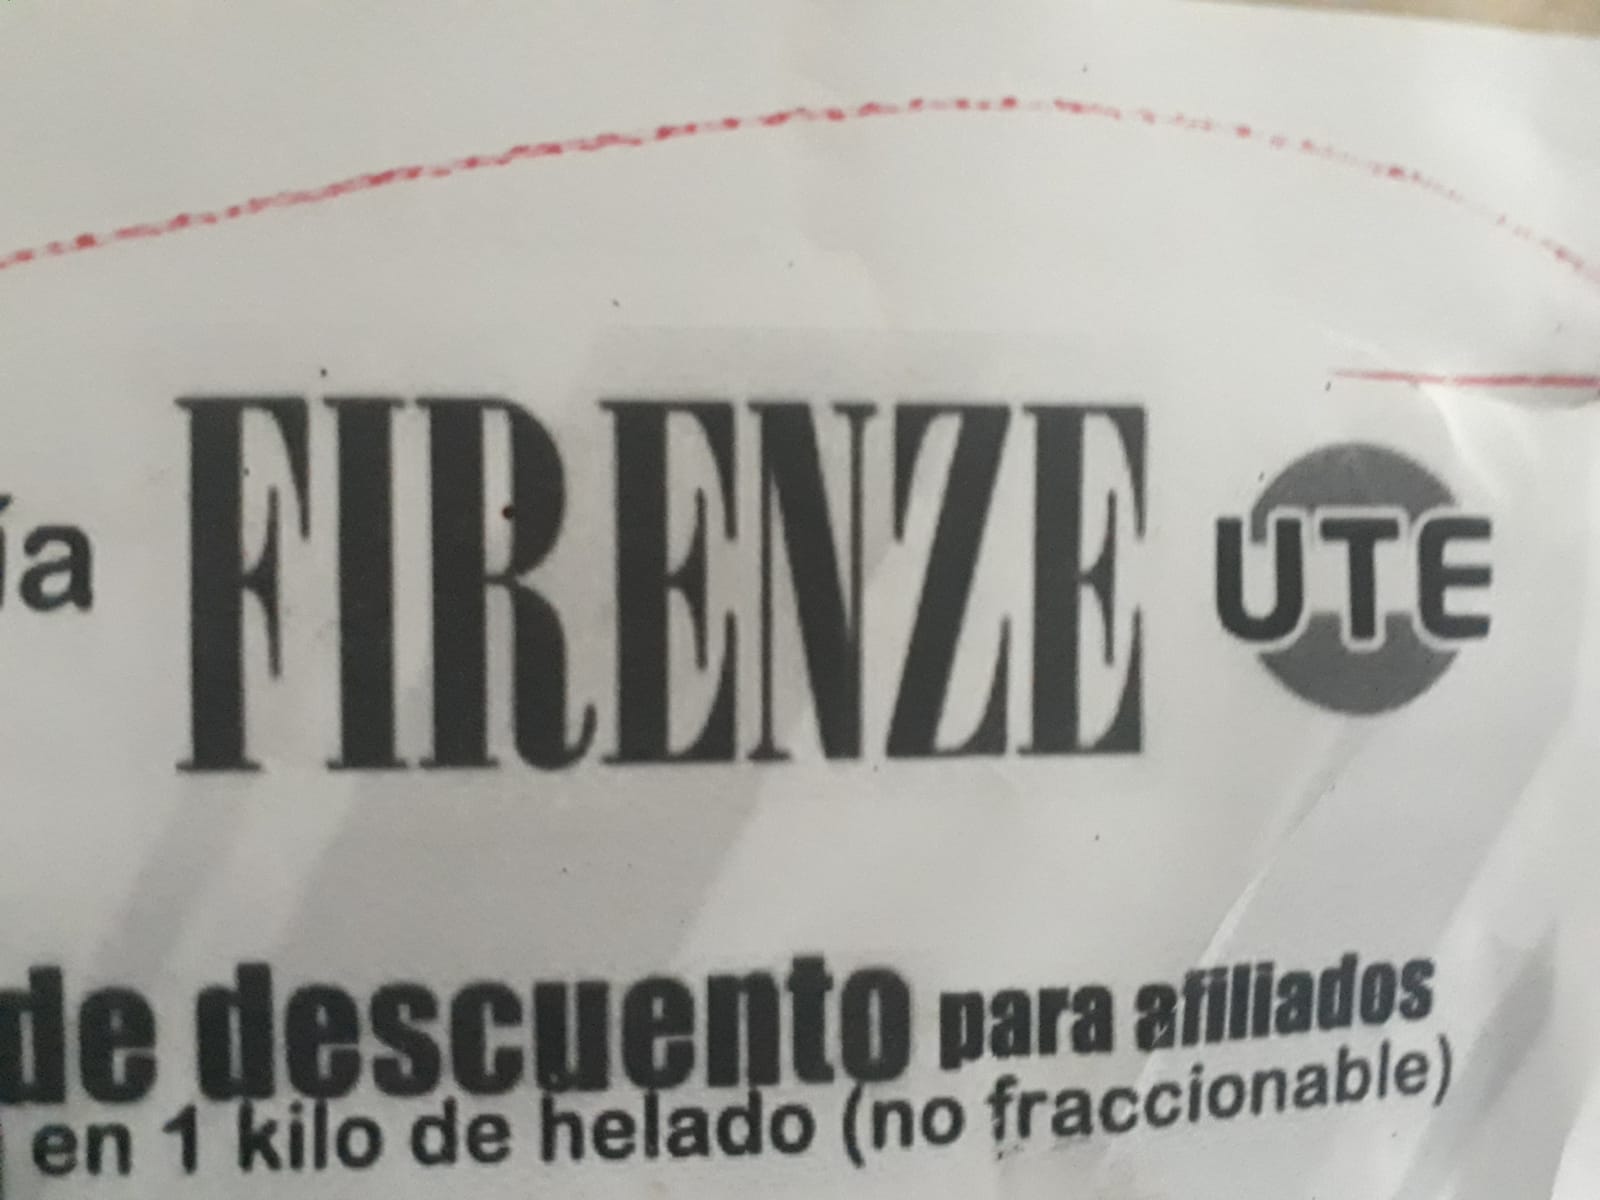 ía FIRENZE UTE
de descuento para afiliados
en 1 kilo de helado (no fraccionable)